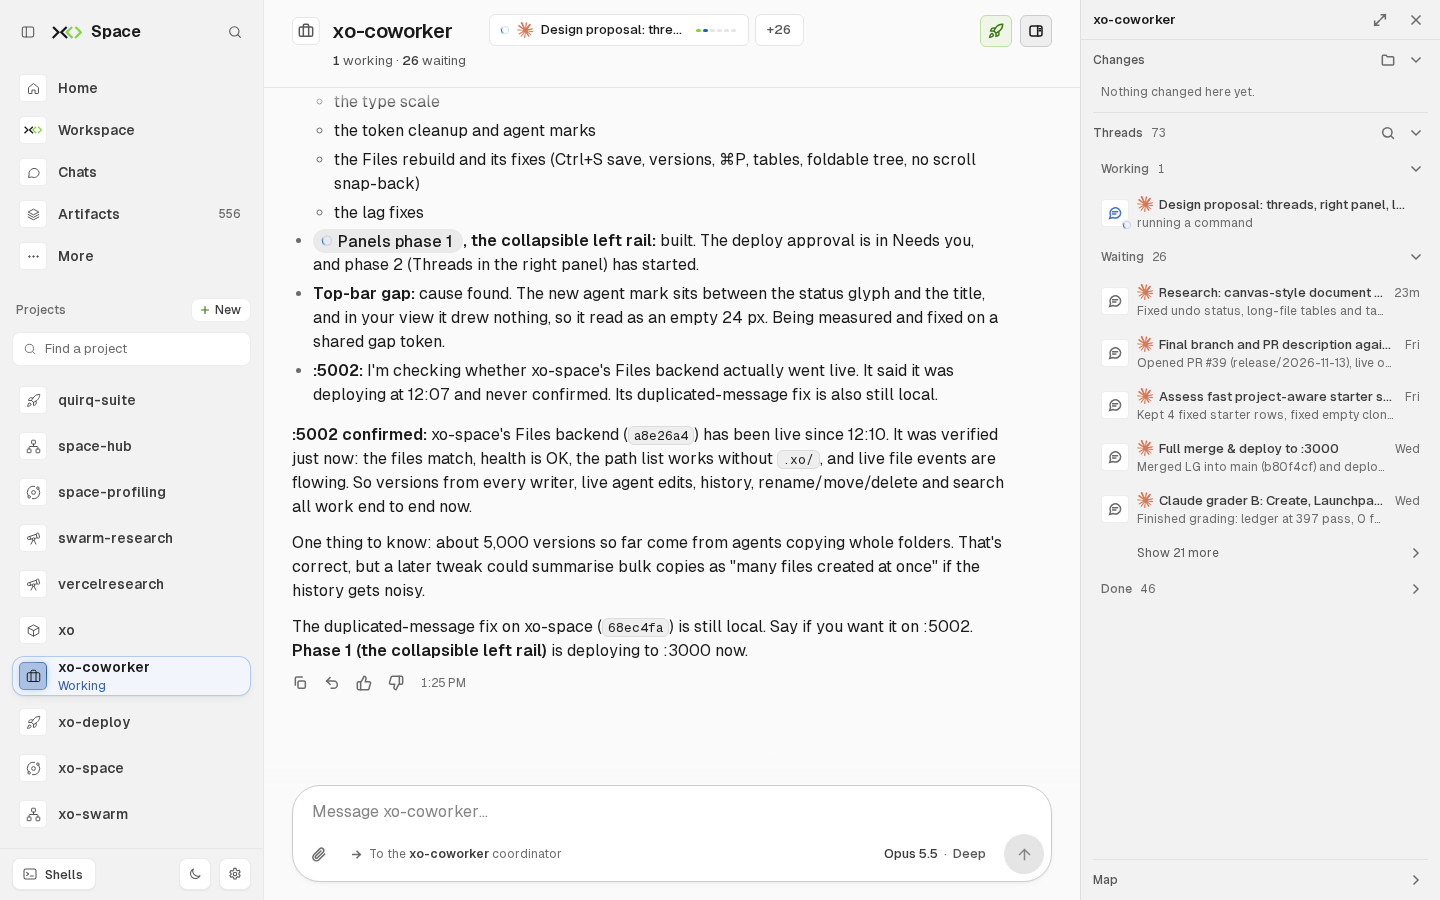 Space
Home
Workspace
Chats
Artifacts 556
More
Projects
New
Find a project
quirq-suite
space-hub
space-profiling
swarm-research
vercelresearch
xo
xo-coworker
Working
xo-deploy
xo-space
xo-swarm
Shells
xo-coworker
Design proposal: thre...
+26
1 working · 26 waiting
the type scale
the token cleanup and agent marks
the Files rebuild and its fixes (Ctrl+S save, versions, ⌘P, tables, foldable tree, no scroll
snap-back)
the lag fixes
Panels phase 1 , the collapsible left rail: built. The deploy approval is in Needs you,
and phase 2 (Threads in the right panel) has started.
Top-bar gap: cause found. The new agent mark sits between the status glyph and the title,
and in your view it drew nothing, so it read as an empty 24 px. Being measured and fixed on a
shared gap token.
:5002: I'm checking whether xo-space's Files backend actually went live. It said it was
deploying at 12:07 and never confirmed. Its duplicated-message fix is also still local.
:5002 confirmed: xo-space's Files backend (a8e26a4) has been live since 12:10. It was verified
just now: the files match, health is OK, the path list works without .xo/, and live file events are
flowing. So versions from every writer, live agent edits, history, rename/move/delete and search
all work end to end now.
One thing to know: about 5,000 versions so far come from agents copying whole folders. That's
correct, but a later tweak could summarise bulk copies as "many files created at once" if the
history gets noisy.
The duplicated-message fix on xo-space (68ec4fa) is still local. Say if you want it on :5002.
Phase 1 (the collapsible left rail) is deploying to :3000 now.
1:25 PM
Message xo-coworker...
To the xo-coworker coordinator
Opus 5.5 · Deep
xo-coworker
Changes
Nothing changed here yet.
Threads 73
Working 1
Design proposal: threads, right panel, l...
running a command
Waiting 26
Research: canvas-style document ... 23m
Fixed undo status, long-file tables and ta...
Final branch and PR description agai... Fri
Opened PR #39 (release/2026-11-13), live o...
Assess fast project-aware starter s... Fri
Kept 4 fixed starter rows, fixed empty clon...
Full merge & deploy to :3000 Wed
Merged LG into main (b80f4cf) and deplo...
Claude grader B: Create, Launchpa... Wed
Finished grading: ledger at 397 pass, 0 f...
Show 21 more
Done 46
Map